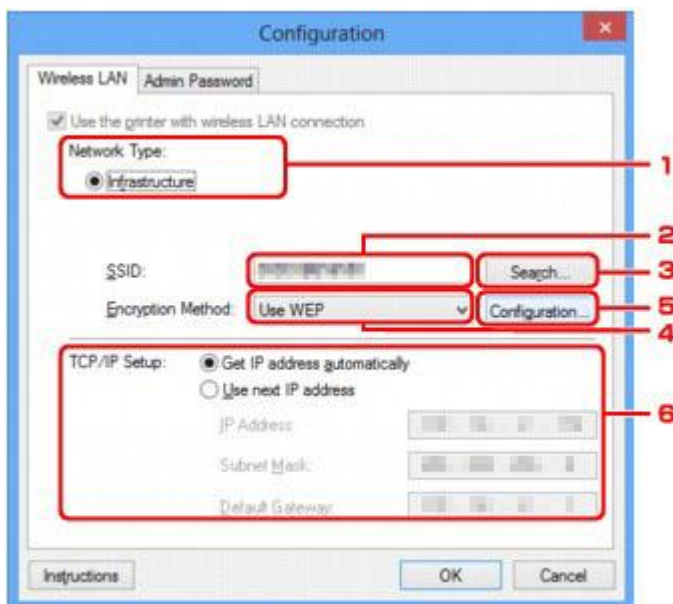 Configuration
Wireless LAN
Admin Password
Use the printer with wireless LAN connection
Network Type:
Infrastructure
1
2
SSID:
Search...
3
Encryption Method:
Use WEP
Configuration...
5
4
TCP/IP Setup:
Get IP address automatically
Use next IP address
6
IP Address:
Subnet Mask:
Default Gateway:
Instructions
OK
Cancel